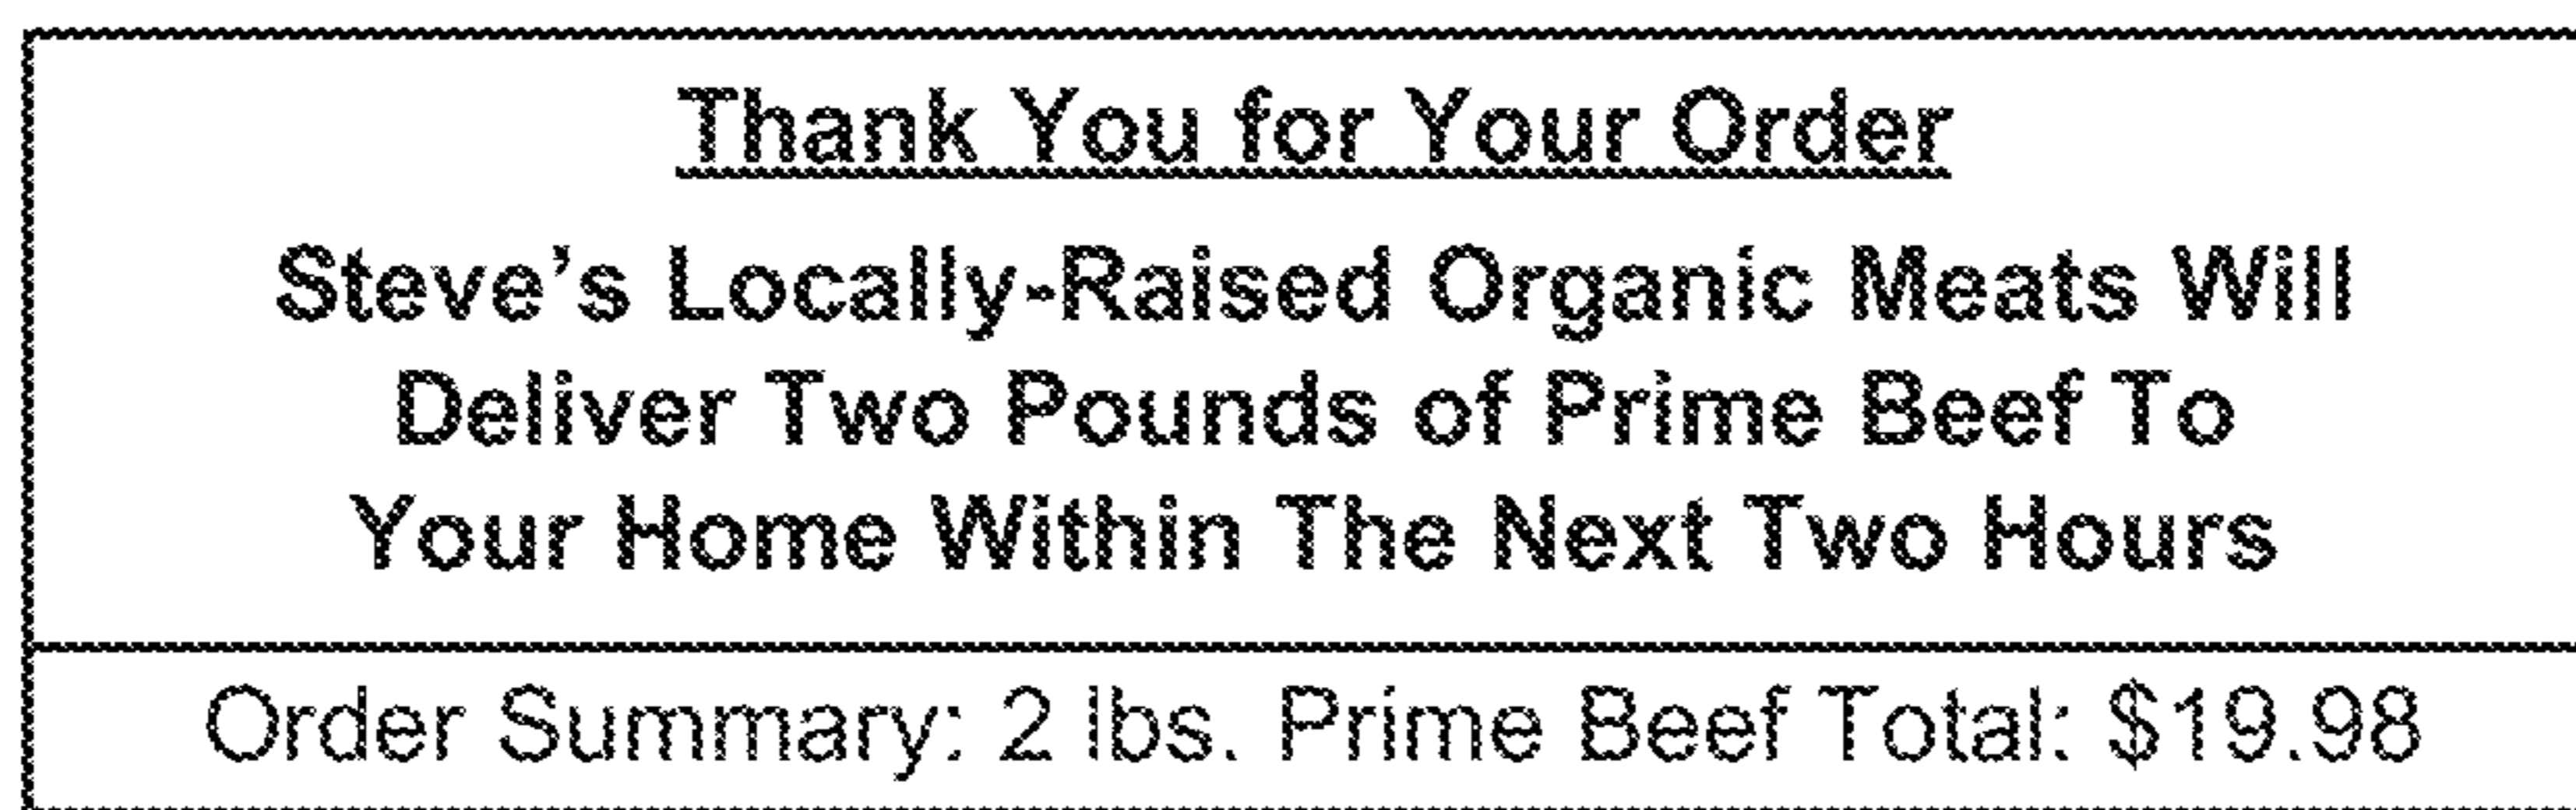 Thank You for Your Order
Steve's Locally-Raised Organic Meats Will
Deliver Two Pounds of Prime Beef To
Your Home Within The Next Two Hours
Order Summary: 2 lbs. Prime Beef Total: $19.98